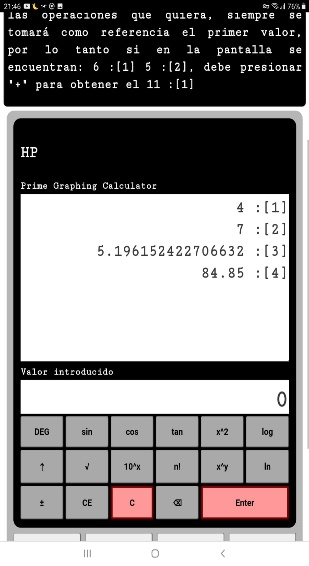 21:46
76%
las operaciones que quiera, siempre se
tomará como referencia el primer valor,
por lo tanto si en la pantalla se
encuentran: 6 :[1] 5 :[2], debe presionar
"+" para obtener el 11 :[1]
HP
Prime Graphing Calculator
4 :[1]
7 :[2]
5.196152422706632 :[3]
84.85 :[4]
Valor introducido
0
DEG sin cos tan x^2 log
↑ √ 10^x n! x^y ln
± CE C ⌫ Enter